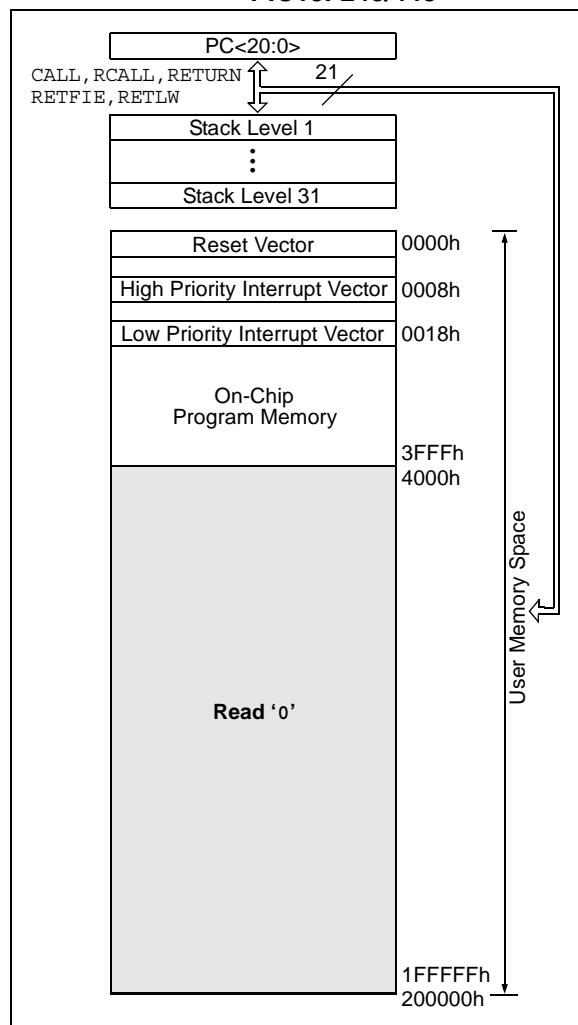 PC<20:0>
CALL,RCALL,RETURN
RETFIE,RETLW
21
Stack Level 1
Stack Level 31
Reset Vector
0000h
High Priority Interrupt Vector
0008h
Low Priority Interrupt Vector
0018h
On-Chip
Program Memory
3FFFh
4000h
User Memory Space
Read ‘0’
1FFFFFh
200000h